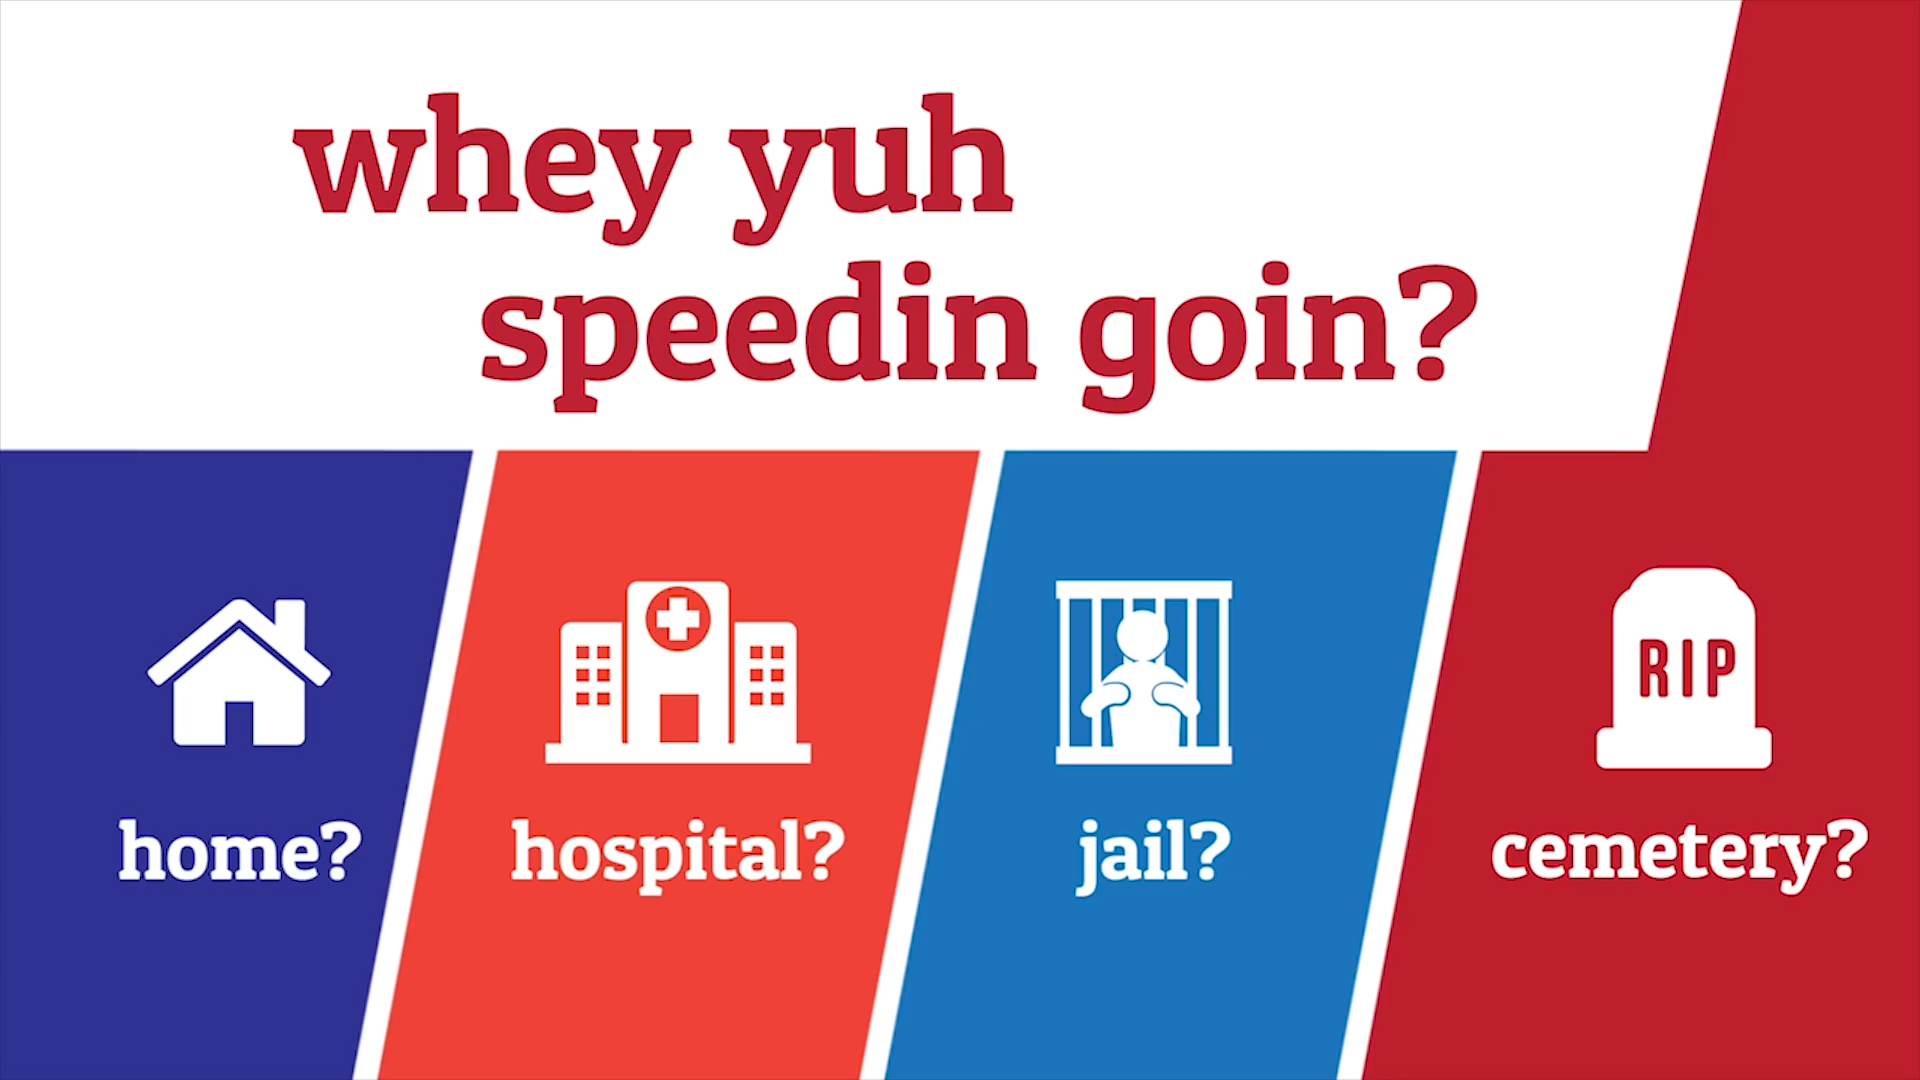 whey yuh
speedin goin?
RIP
home?
hospital?
jail?
cemetery?